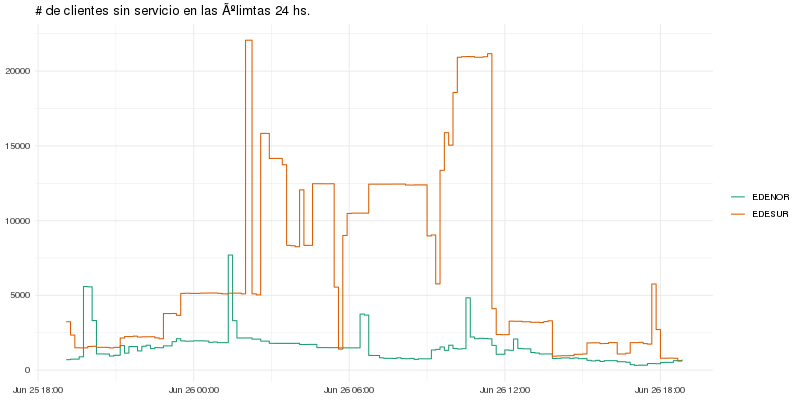 # de clientes sin servicio en las Ãºlimtas 24 hs.
20000
15000
10000
5000
0
EDENOR
EDESUR
Jun 25 18:00
Jun 26 00:00
Jun 26 06:00
Jun 26 12:00
Jun 26 18:00